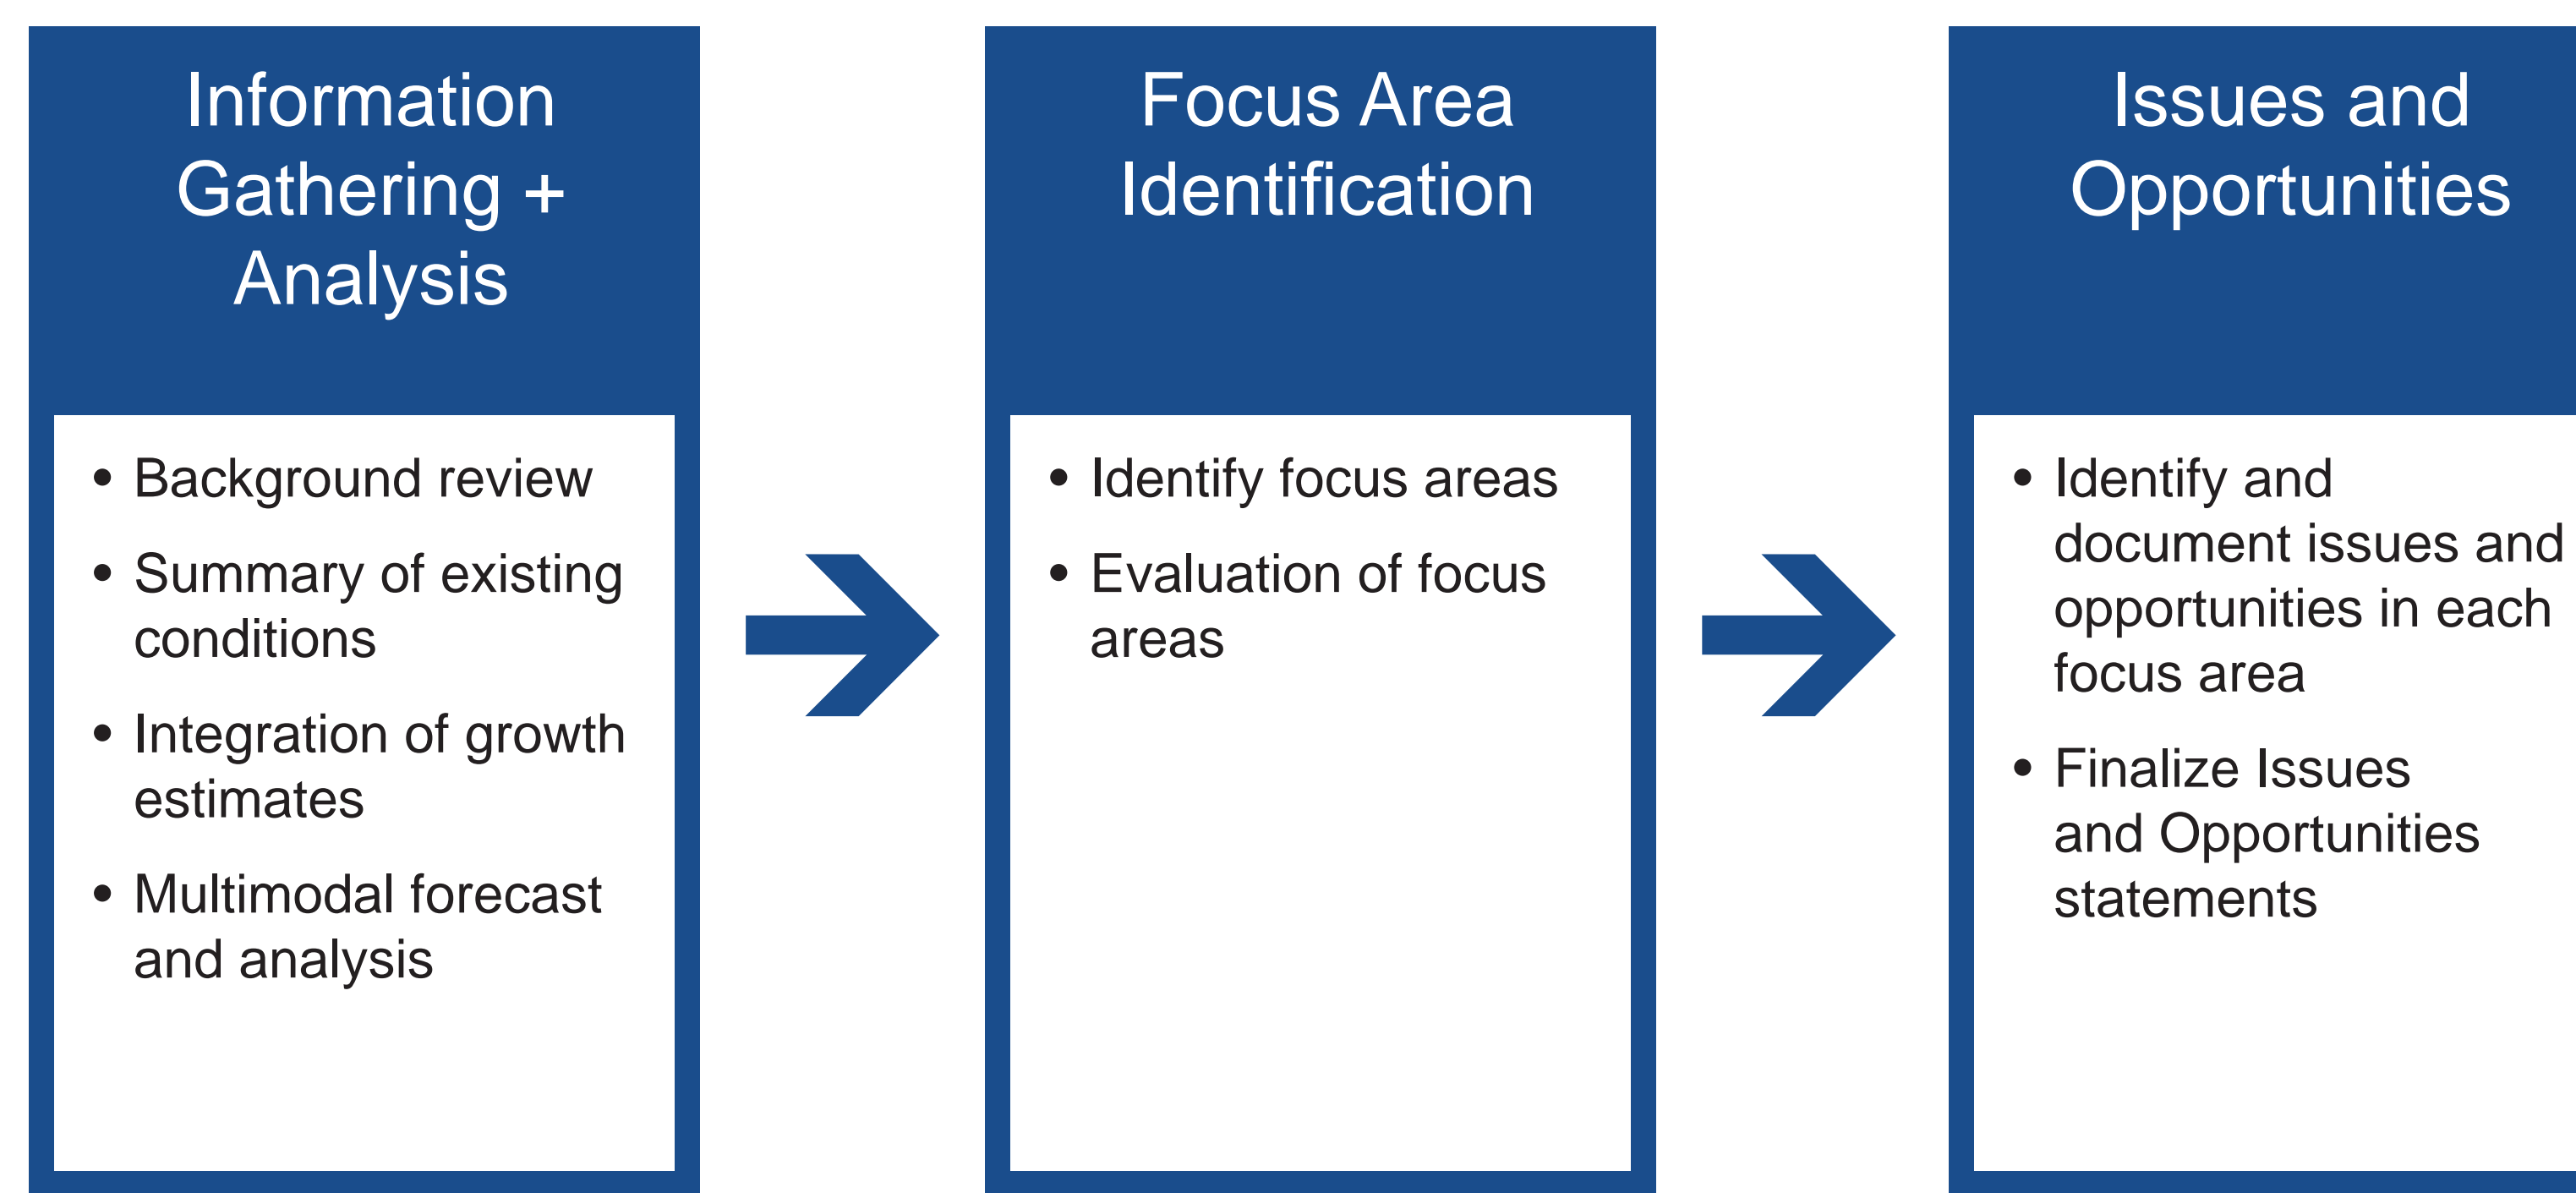 Information
Gathering +
Analysis
• Background review
• Summary of existing
conditions
• Integration of growth
estimates
• Multimodal forecast
and analysis
Focus Area
Identification
• Identify focus areas
• Evaluation of focus
areas
Issues and
Opportunities
• Identify and
document issues and
opportunities in each
focus area
• Finalize Issues
and Opportunities
statements